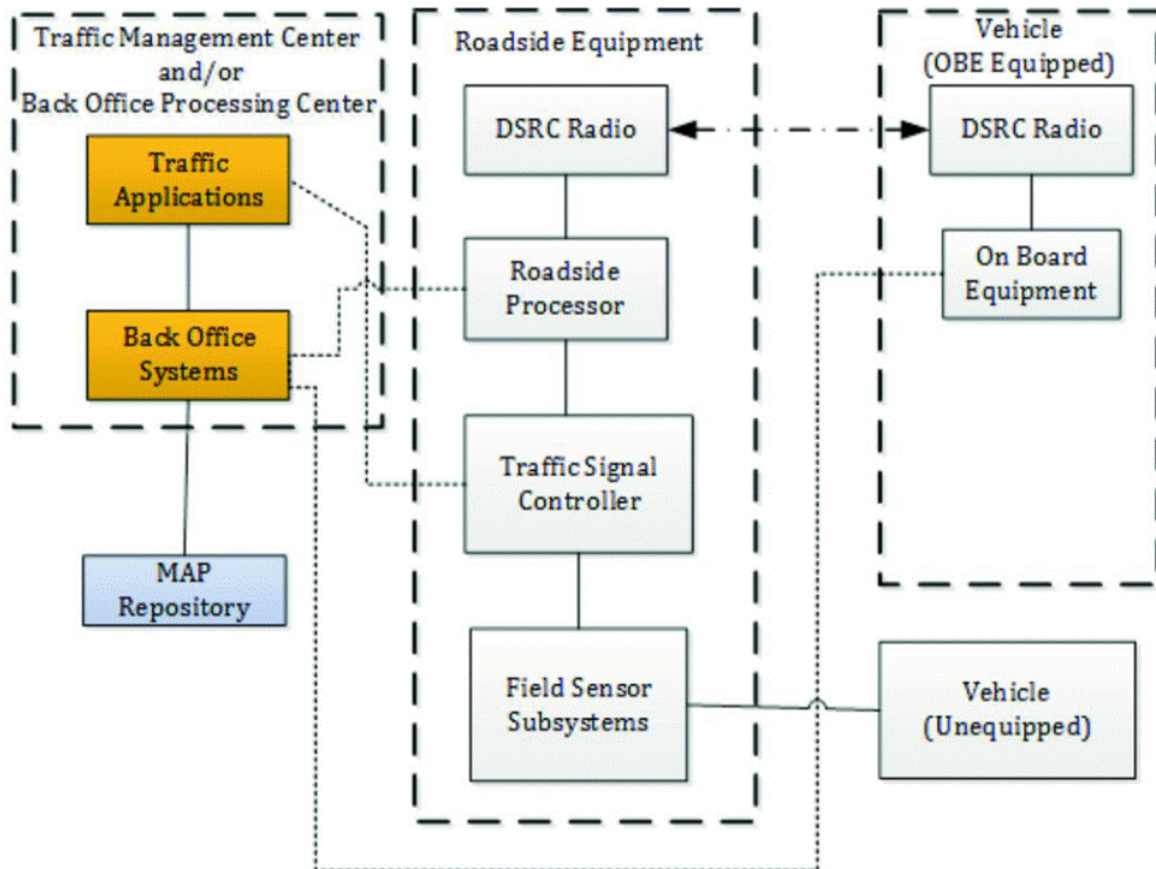 Traffic Management Center
and/or
Back Office Processing Center
Traffic
Applications
Back Office
Systems
MAP
Repository
Roadside Equipment
DSRC Radio
Roadside
Processor
Traffic Signal
Controller
Field Sensor
Subsystems
Vehicle
(OBE Equipped)
DSRC Radio
On Board
Equipment
Vehicle
(Unequipped)